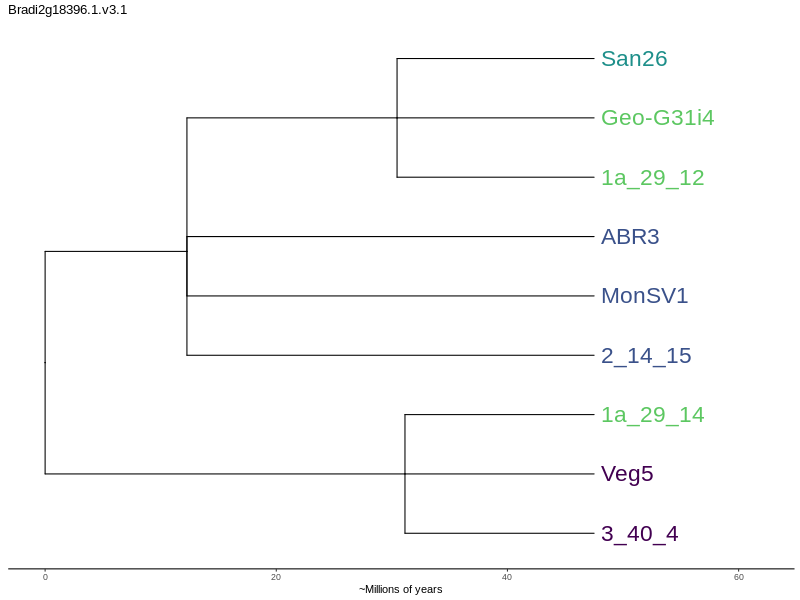 Bradi2g18396.1.v3.1
San26
Geo-G31i4
1a_29_12
ABR3
MonSV1
2_14_15
1a_29_14
Veg5
3_40_4
0 20 40 60
~Millions of years